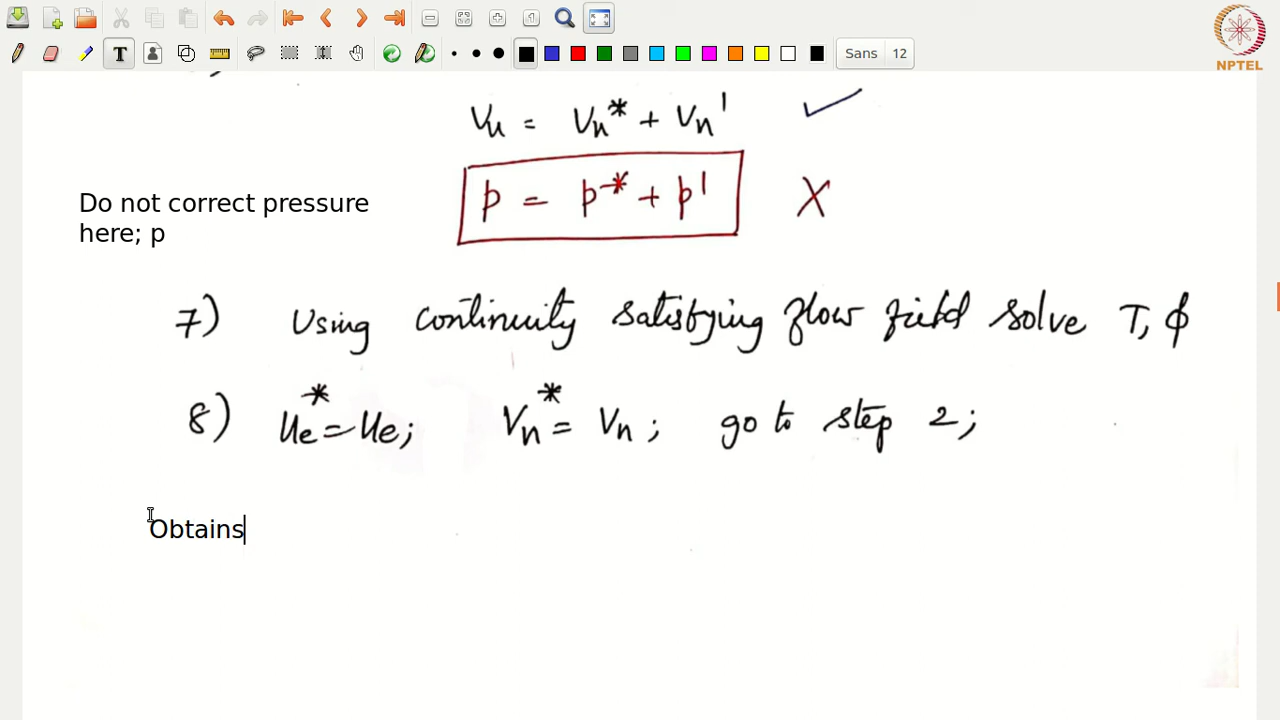 Sans 12
NPTEL
Vn = Vn* + Vn'
p = p* + p' X
Do not correct pressure
here; p
7) Using continuity satisfying flow field solve T, φ
8) ue* = ue; Vn* = Vn; go to step 2;
Obtains